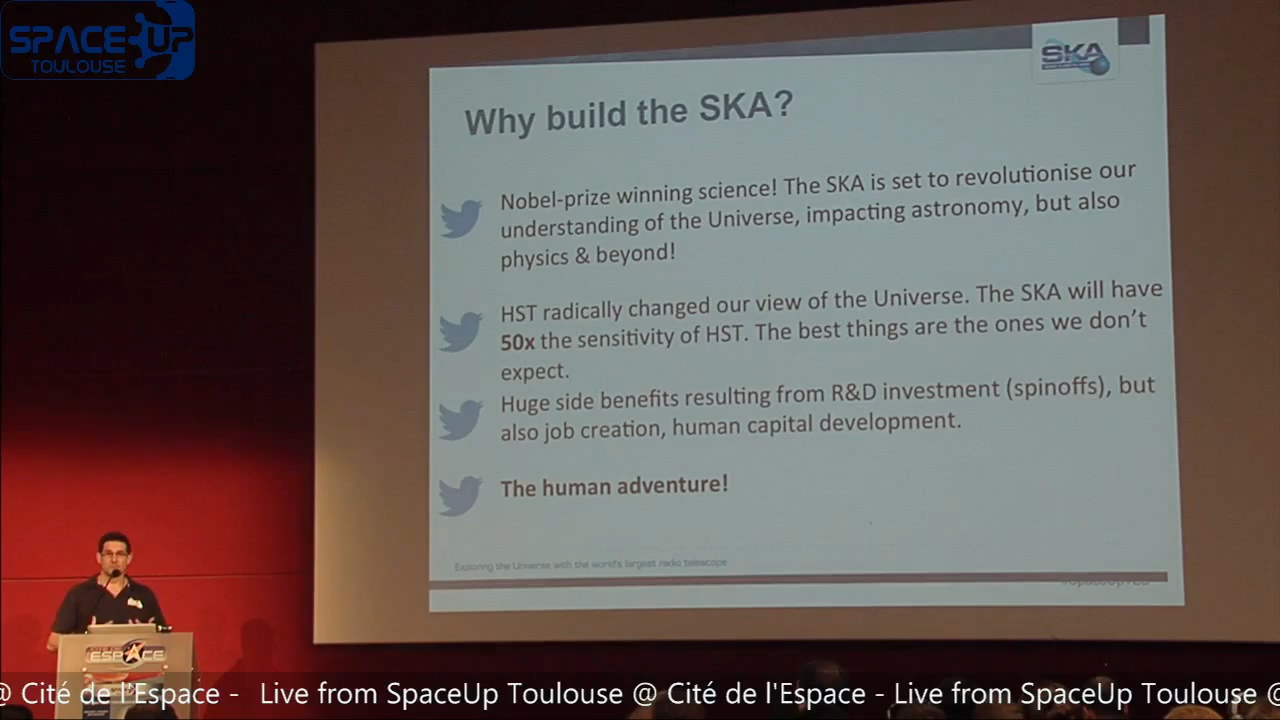 SPACE UP
TOULOUSE
SKA
Why build the SKA?
Nobel-prize winning science! The SKA is set to revolutionise our
understanding of the Universe, impacting astronomy, but also
physics & beyond!
HST radically changed our view of the Universe. The SKA will have
50x the sensitivity of HST. The best things are the ones we don't
expect.
Huge side benefits resulting from R&D investment (spinoffs), but
also job creation, human capital development.
The human adventure!
Exploring the Universe with the world's largest radio telescope
ESPACE
@ Cité de l'Espace - Live from SpaceUp Toulouse @ Cité de l'Espace - Live from SpaceUp Toulouse @